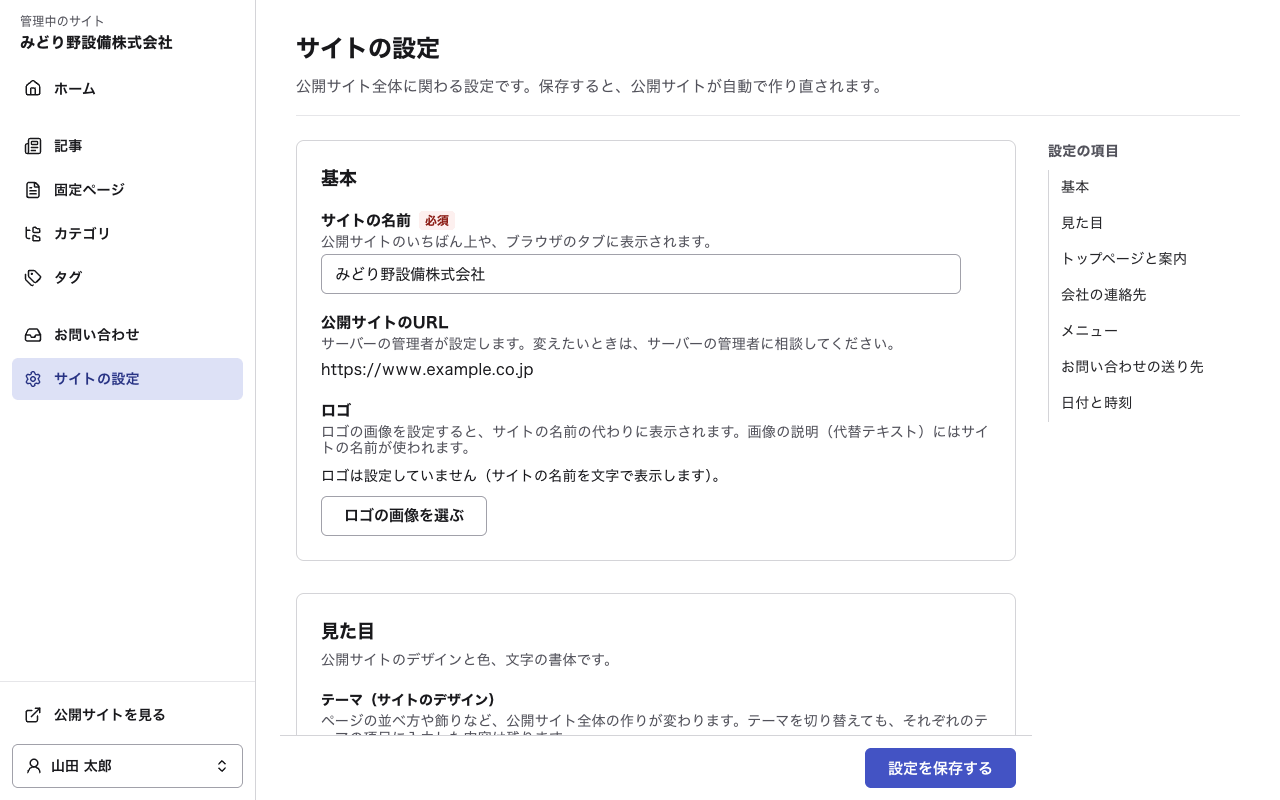 管理中のサイト
みどり野設備株式会社
ホーム
記事
固定ページ
カテゴリ
タグ
お問い合わせ
サイトの設定
公開サイトを見る
山田 太郎
サイトの設定
公開サイト全体に関わる設定です。保存すると、公開サイトが自動で作り直されます。
基本
サイトの名前 必須
公開サイトのいちばん上や、ブラウザのタブに表示されます。
みどり野設備株式会社
公開サイトのURL
サーバーの管理者が設定します。変えたいときは、サーバーの管理者に相談してください。
https://www.example.co.jp
ロゴ
ロゴの画像を設定すると、サイトの名前の代わりに表示されます。画像の説明（代替テキスト）にはサイ
トの名前が使われます。
ロゴは設定していません（サイトの名前を文字で表示します）。
ロゴの画像を選ぶ
見た目
公開サイトのデザインと色、文字の書体です。
テーマ（サイトのデザイン）
ページの並べ方や飾りなど、公開サイト全体の作りが変わります。テーマを切り替えても、それぞれのテ
ーマの項目に入力した内容は残ります。
設定を保存する
設定の項目
基本
見た目
トップページと案内
会社の連絡先
メニュー
お問い合わせの送り先
日付と時刻